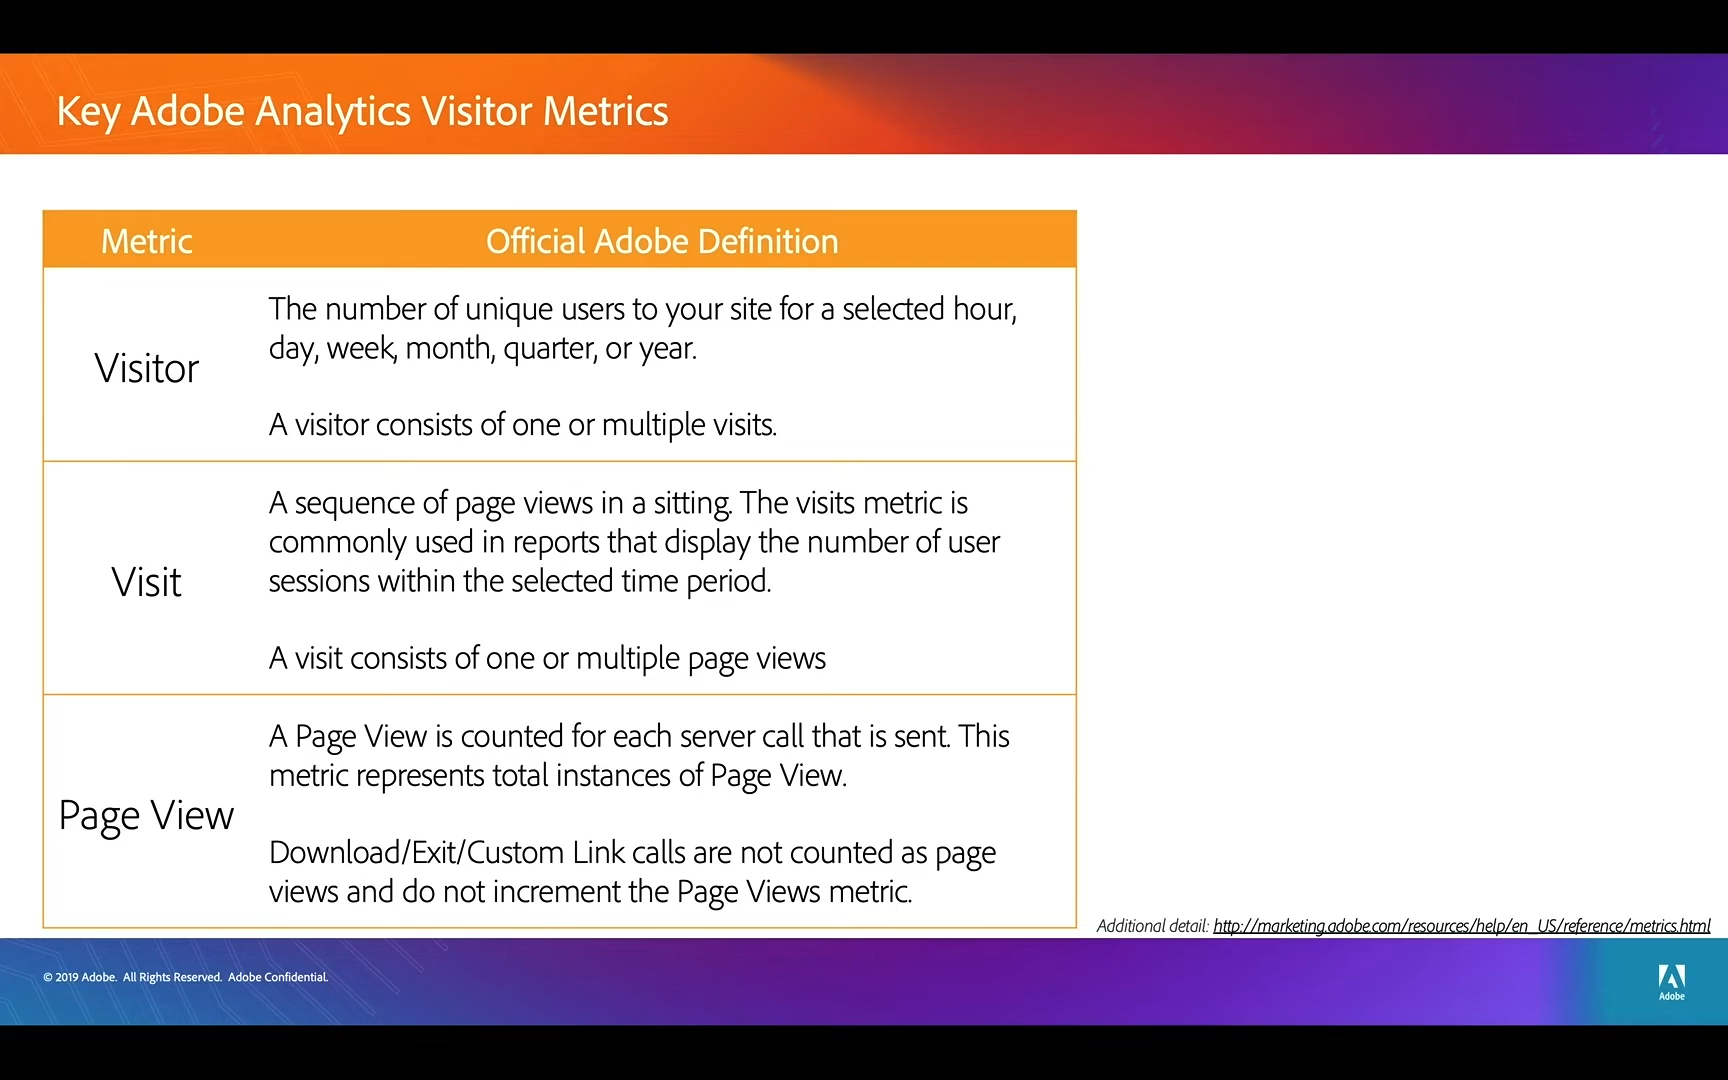 Key Adobe Analytics Visitor Metrics
Metric
Official Adobe Definition
Visitor
The number of unique users to your site for a selected hour,
day, week, month, quarter, or year.
A visitor consists of one or multiple visits.
Visit
A sequence of page views in a sitting. The visits metric is
commonly used in reports that display the number of user
sessions within the selected time period.
A visit consists of one or multiple page views
Page View
A Page View is counted for each server call that is sent. This
metric represents total instances of Page View.
Download/Exit/Custom Link calls are not counted as page
views and do not increment the Page Views metric.
Additional detail: http://marketing.adobe.com/resources/help/en_US/reference/metrics.html
© 2019 Adobe. All Rights Reserved. Adobe Confidential.
Adobe